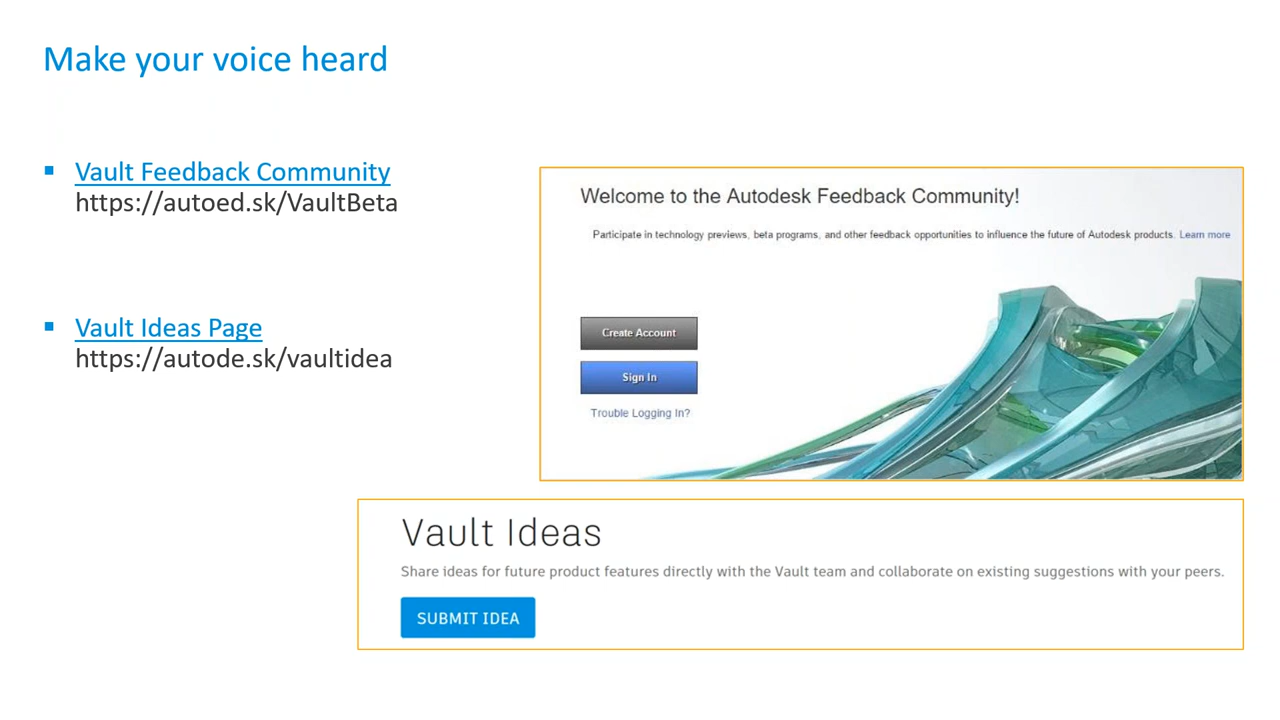 Make your voice heard
Vault Feedback Community
https://autoed.sk/VaultBeta
Vault Ideas Page
https://autode.sk/vaultidea
Welcome to the Autodesk Feedback Community!
Participate in technology previews, beta programs, and other feedback opportunities to influence the future of Autodesk products. Learn more
Create Account
Sign In
Trouble Logging In?
Vault Ideas
Share ideas for future product features directly with the Vault team and collaborate on existing suggestions with your peers.
SUBMIT IDEA